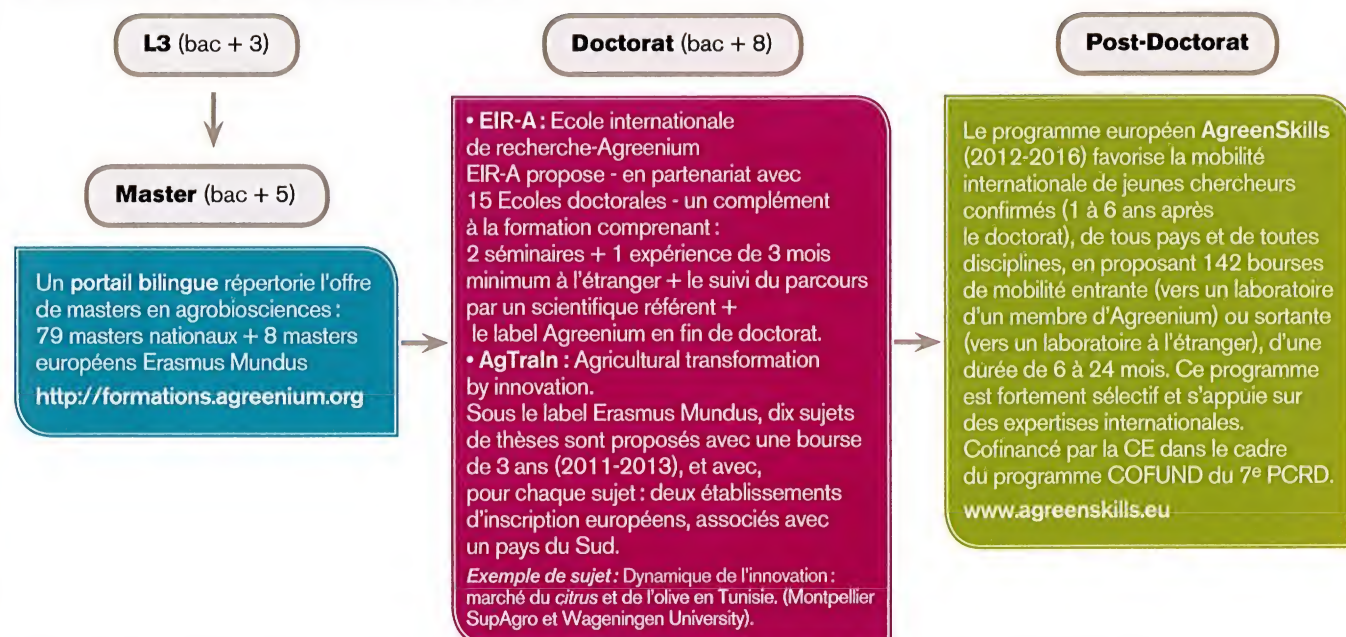 L3 (bac + 3)
Master (bac + 5)
Un portail bilingue répertorie l'offre
de masters en agrobiosciences :
79 masters nationaux + 8 masters
européens Erasmus Mundus
http://formations.agreenium.org
Doctorat (bac + 8)
• EIR-A : Ecole internationale
de recherche-Agreenium
EIR-A propose - en partenariat avec
15 Ecoles doctorales - un complément
à la formation comprenant :
2 séminaires + 1 expérience de 3 mois
minimum à l'étranger + le suivi du parcours
par un scientifique référent +
le label Agreenium en fin de doctorat.
• AgTraIn : Agricultural transformation
by innovation.
Sous le label Erasmus Mundus, dix sujets
de thèses sont proposés avec une bourse
de 3 ans (2011-2013), et avec,
pour chaque sujet : deux établissements
d'inscription européens, associés avec
un pays du Sud.
Exemple de sujet : Dynamique de l'innovation :
marché du citrus et de l'olive en Tunisie. (Montpellier
SupAgro et Wageningen University).
Post-Doctorat
Le programme européen AgreenSkills
(2012-2016) favorise la mobilité
internationale de jeunes chercheurs
confirmés (1 à 6 ans après
le doctorat), de tous pays et de toutes
disciplines, en proposant 142 bourses
de mobilité entrante (vers un laboratoire
d'un membre d'Agreenium) ou sortante
(vers un laboratoire à l'étranger), d'une
durée de 6 à 24 mois. Ce programme
est fortement sélectif et s'appuie sur
des expertises internationales.
Cofinancé par la CE dans le cadre
du programme COFUND du 7e PCRD.
www.agreenskills.eu